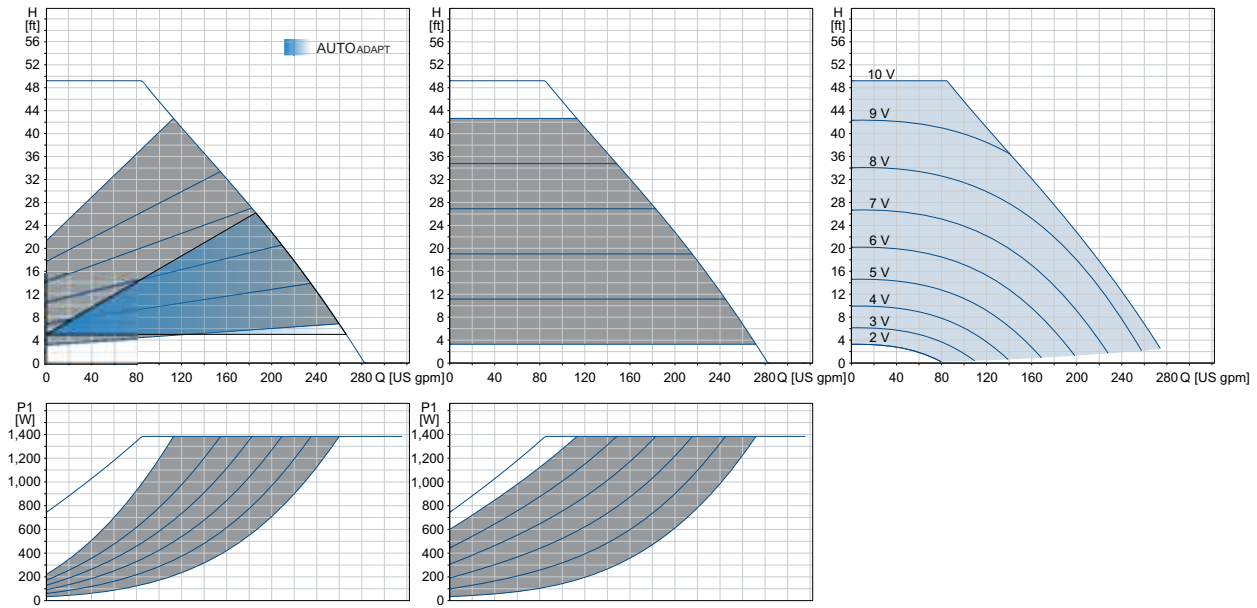 H
[ft]
56
52
48
44
40
36
32
28
24
20
16
12
8
4
0
AUTOADAPT
0 40 80 120 160 200 240 280 Q [US gpm]
H
[ft]
56
52
48
44
40
36
32
28
24
20
16
12
8
4
0
0 40 80 120 160 200 240 280 Q [US gpm]
H
[ft]
56
52
48
44
40
36
32
28
24
20
16
12
8
4
0
10 V
9 V
8 V
7 V
6 V
5 V
4 V
3 V
2 V
0 40 80 120 160 200 240 280 Q [US gpm]
P1
[W]
1,400
1,200
1,000
800
600
400
200
0
P1
[W]
1,400
1,200
1,000
800
600
400
200
0